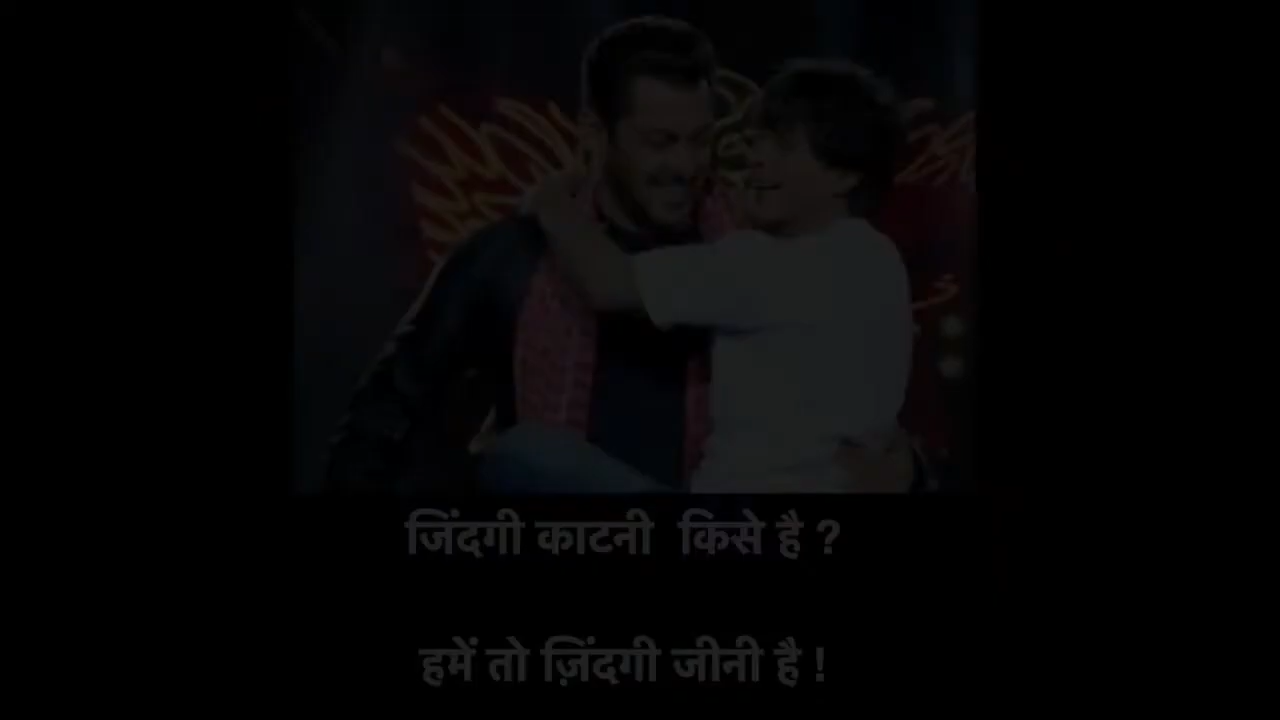 जिंदगी काटनी किसे है ?
हमें तो ज़िंदगी जीनी है !